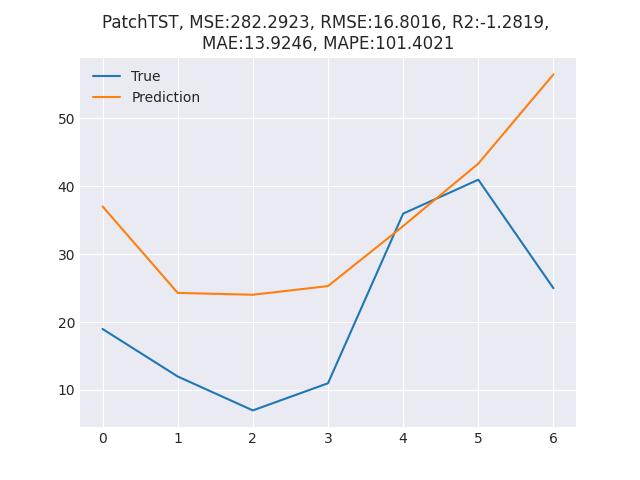 PatchTST, MSE:282.2923, RMSE:16.8016, R2:-1.2819,
MAE:13.9246, MAPE:101.4021
True
Prediction
50
40
30
20
10
0 1 2 3 4 5 6